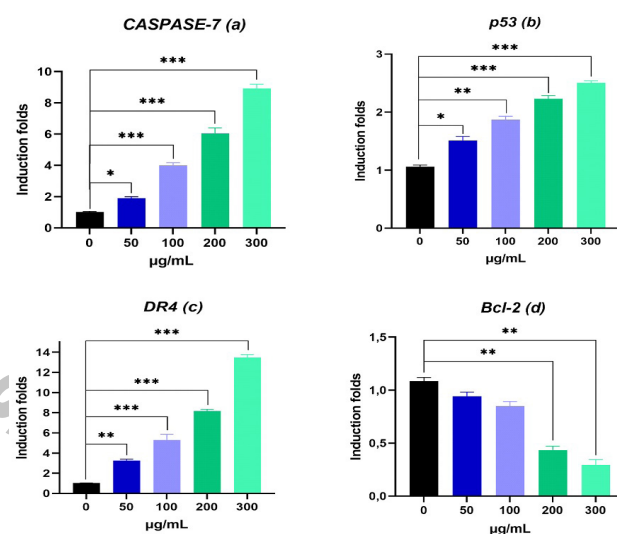 CASPASE-7 (a)
Induction folds
10
8
6
4
2
0
***
***
***
*
0 50 100 200 300
µg/mL
p53 (b)
Induction folds
3
2
1
0
***
***
**
*
0 50 100 200 300
µg/mL
DR4 (c)
Induction folds
14
12
10
8
6
4
2
0
***
***
***
**
0 50 100 200 300
µg/mL
Bcl-2 (d)
Induction folds
1,5
1,0
0,5
0,0
**
**
0 50 100 200 300
µg/mL